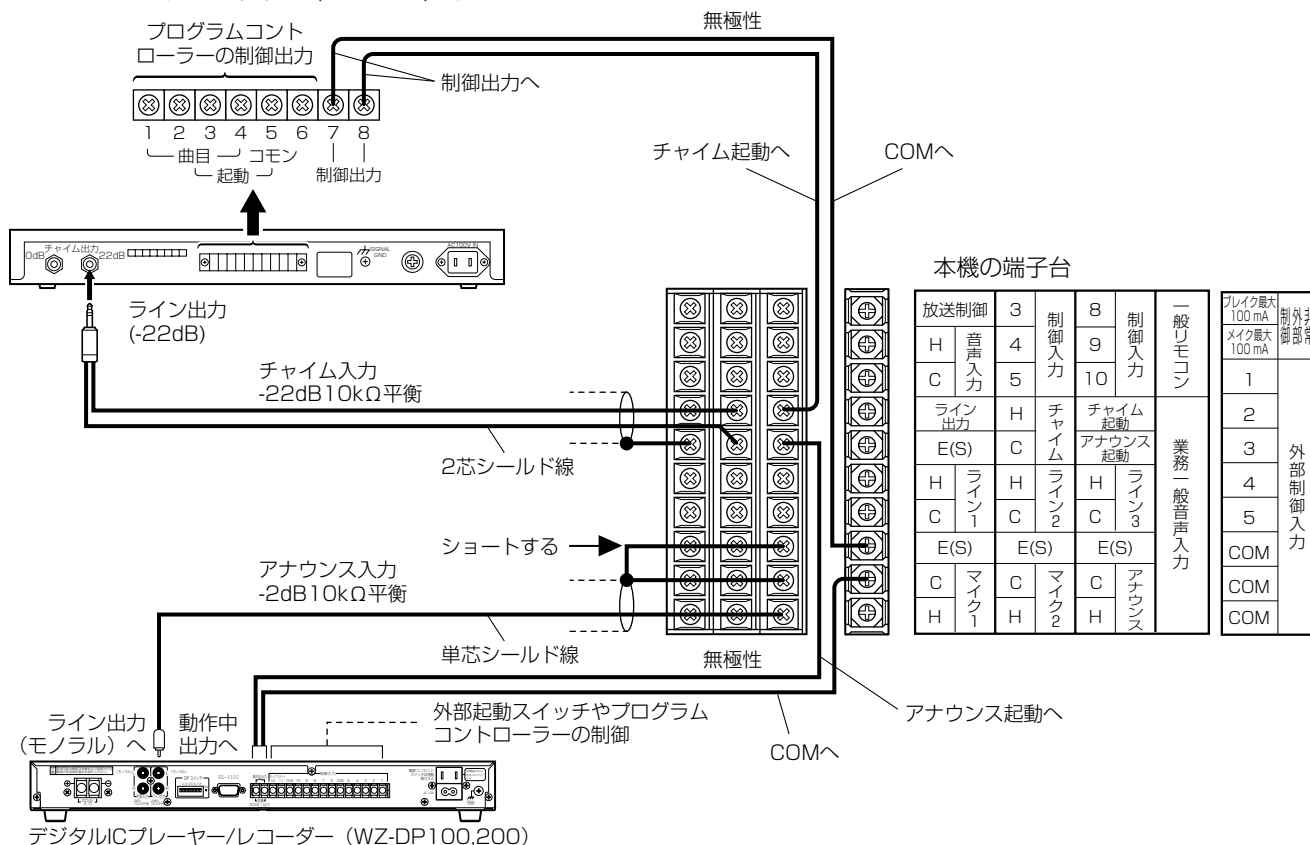 無極性
プログラムコント
ローラーの制御出力
制御出力へ
1 2 3 4 5 6 7 8
曲目 コモン
起動 制御出力
チャイム起動へ
COMへ
チャイム出力
0dB
-22dB
SIGNAL
GND
AC100V IN
ライン出力
(-22dB)
チャイム入力
-22dB10kΩ平衡
2芯シールド線
ショートする
アナウンス入力
-2dB10kΩ平衡
単芯シールド線
無極性
本機の端子台
放送制御 3 制御入力 8 制御入力 一般リモコン
H 音声入力 4 9
C 5 10
ライン出力 H チャイム チャイム起動 業務一般音声入力
E(S) C アナウンス起動
H ライン1 H ライン2 H ライン3
C C C
E(S) E(S) E(S)
C マイク1 C マイク2 C アナウンス
H H H
ブレイク最大
100 mA
メイク最大
100 mA
1
2
3
4
5
COM
COM
COM
外部制御入力
アナウンス起動へ
COMへ
ライン出力
(モノラル)へ
動作中
出力へ
外部起動スイッチやプログラム
コントローラーの制御
RS-232C
デジタルICプレーヤー/レコーダー（WZ-DP100,200）